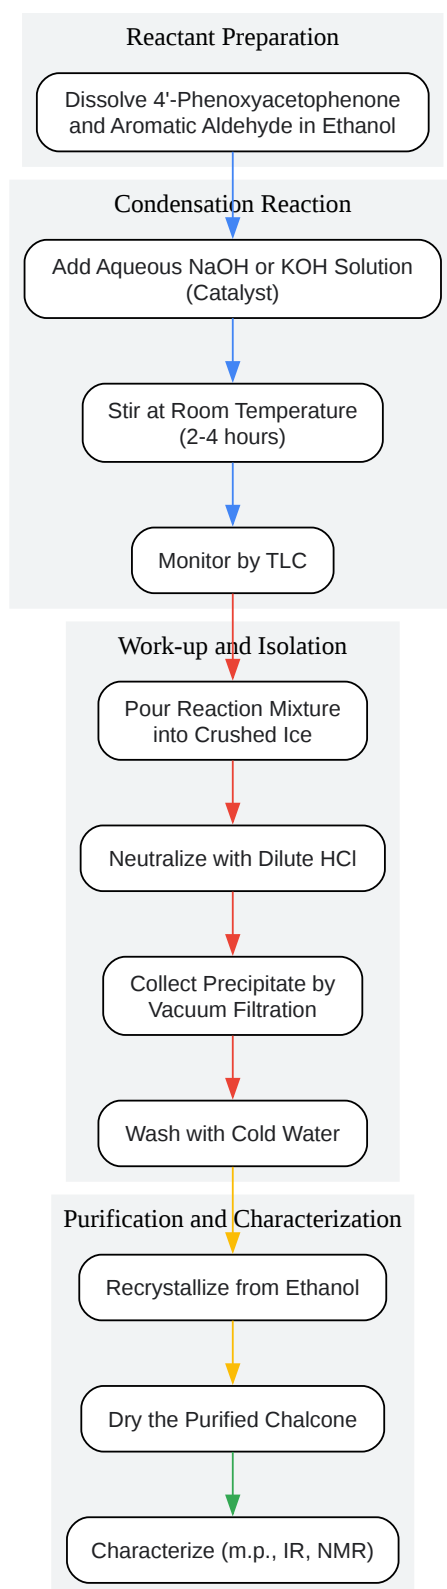 Reactant Preparation
Dissolve 4'-Phenoxyacetophenone
and Aromatic Aldehyde in Ethanol
Condensation Reaction
Add Aqueous NaOH or KOH Solution
(Catalyst)
Stir at Room Temperature
(2-4 hours)
Monitor by TLC
Work-up and Isolation
Pour Reaction Mixture
into Crushed Ice
Neutralize with Dilute HCl
Collect Precipitate by
Vacuum Filtration
Wash with Cold Water
Purification and Characterization
Recrystallize from Ethanol
Dry the Purified Chalcone
Characterize (m.p., IR, NMR)